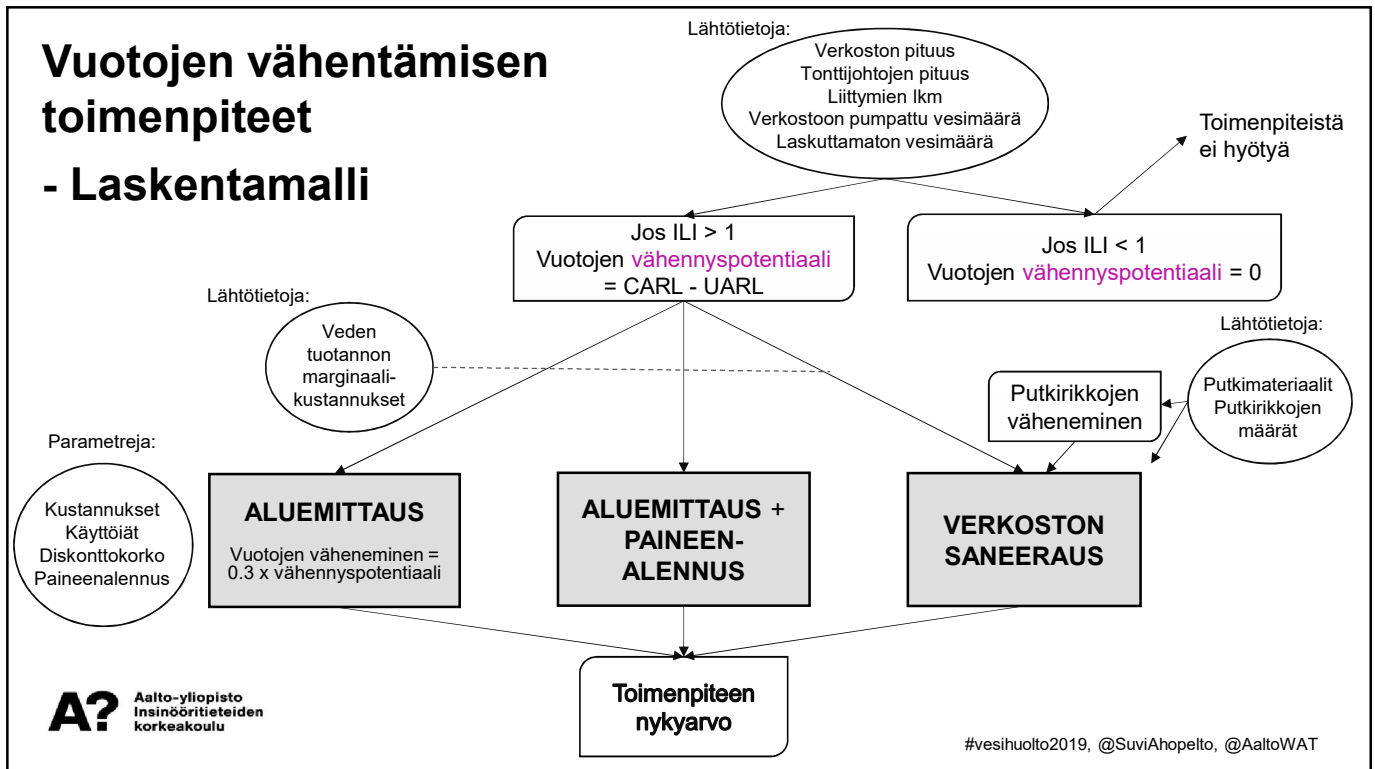 Vuotojen vähentämisen
toimenpiteet
- Laskentamalli
Lähtötietoja:
Verkoston pituus
Tonttijohtojen pituus
Liittymien lkm
Verkostoon pumpattu vesimäärä
Laskuttamaton vesimäärä
Toimenpiteistä
ei hyötyä
Jos ILI > 1
Vuotojen vähennyspotentiaali
= CARL - UARL
Jos ILI < 1
Vuotojen vähennyspotentiaali = 0
Lähtötietoja:
Veden
tuotannon
marginaali-
kustannukset
Lähtötietoja:
Putkimateriaalit
Putkirikkojen
määrät
Putkirikkojen
väheneminen
Parametreja:
Kustannukset
Käyttöiät
Diskonttokorko
Paineenalennus
ALUEMITTAUS
Vuotojen väheneminen =
0.3 x vähennyspotentiaali
ALUEMITTAUS +
PAINEEN-
ALENNUS
VERKOSTON
SANEERAUS
Toimenpiteen
nykyarvo
A?
Aalto-yliopisto
Insinööritieteiden
korkeakoulu
#vesihuolto2019, @SuviAhopelto, @AaltoWAT